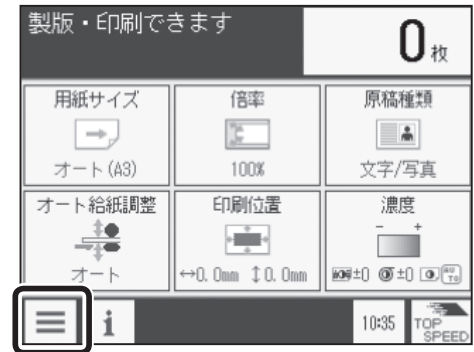 製版・印刷できます
0枚
用紙サイズ
オート(A3)
倍率
100%
原稿種類
文字/写真
オート給紙調整
オート
印刷位置
↔0.0mm ↕0.0mm
濃度
- +
±0 ±0 AUTO
i
10:35
TOP
SPEED